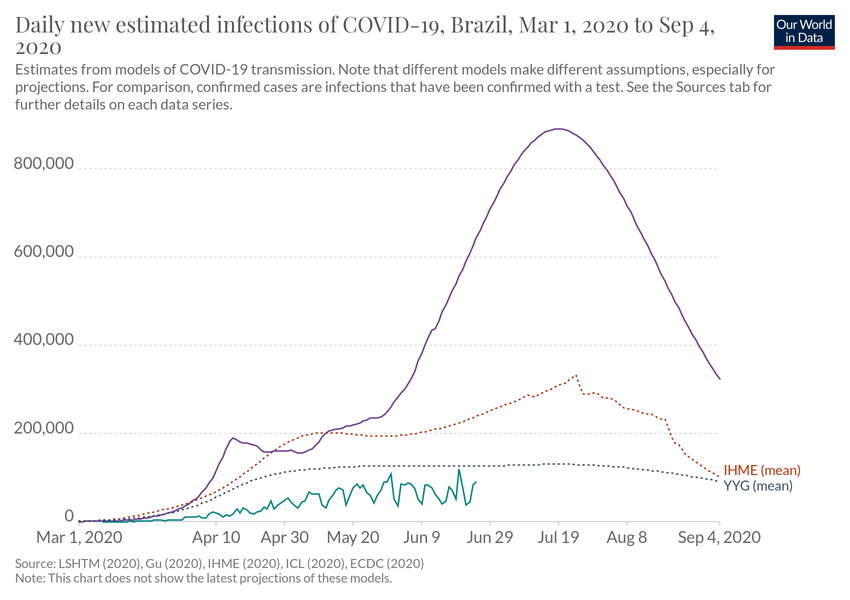 Daily new estimated infections of COVID-19, Brazil, Mar 1, 2020 to Sep 4,
2020
Our World
in Data
Estimates from models of COVID-19 transmission. Note that different models make different assumptions, especially for
projections. For comparison, confirmed cases are infections that have been confirmed with a test. See the Sources tab for
further details on each data series.
800,000
600,000
400,000
200,000
0
IHME (mean)
YYG (mean)
Mar 1, 2020
Apr 10
Apr 30
May 20
Jun 9
Jun 29
Jul 19
Aug 8
Sep 4, 2020
Source: LSHTM (2020), Gu (2020), IHME (2020), ICL (2020), ECDC (2020)
Note: This chart does not show the latest projections of these models.